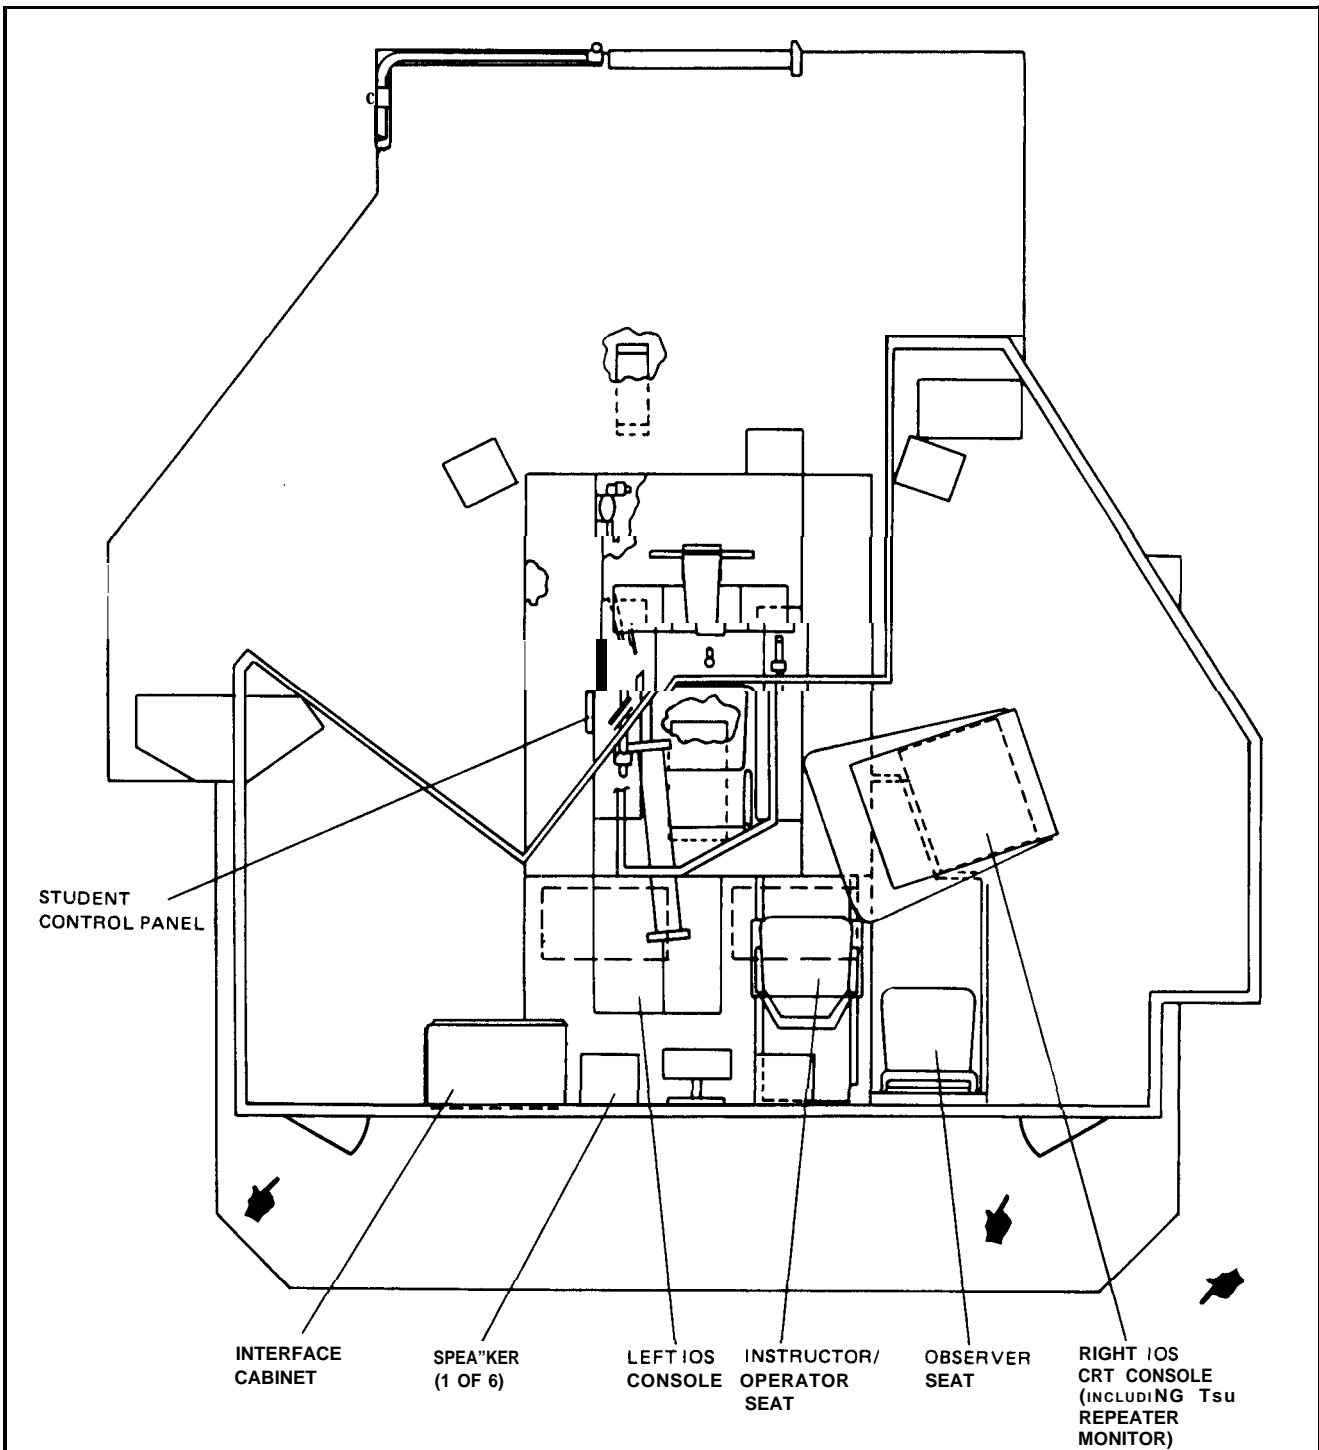 c
STUDENT
CONTROL PANEL
INTERFACE
CABINET
SPEA"KER
(1 OF 6)
LEFT IOS
CONSOLE
INSTRUCTOR/
OPERATOR
SEAT
OBSERVER
SEAT
RIGHT IOS
CRT CONSOLE
(INCLUDING Tsu
REPEATER
MONITOR)